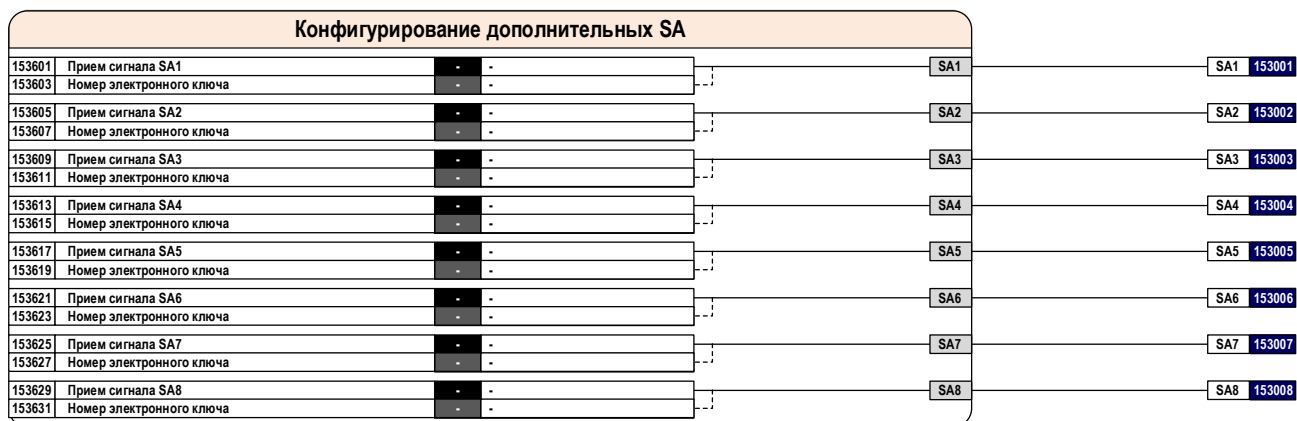 Конфигурирование дополнительных SA
153601 Прием сигнала SA1 - - SA1 SA1 153001
153603 Номер электронного ключа - -
153605 Прием сигнала SA2 - - SA2 SA2 153002
153607 Номер электронного ключа - -
153609 Прием сигнала SA3 - - SA3 SA3 153003
153611 Номер электронного ключа - -
153613 Прием сигнала SA4 - - SA4 SA4 153004
153615 Номер электронного ключа - -
153617 Прием сигнала SA5 - - SA5 SA5 153005
153619 Номер электронного ключа - -
153621 Прием сигнала SA6 - - SA6 SA6 153006
153623 Номер электронного ключа - -
153625 Прием сигнала SA7 - - SA7 SA7 153007
153627 Номер электронного ключа - -
153629 Прием сигнала SA8 - - SA8 SA8 153008
153631 Номер электронного ключа - -